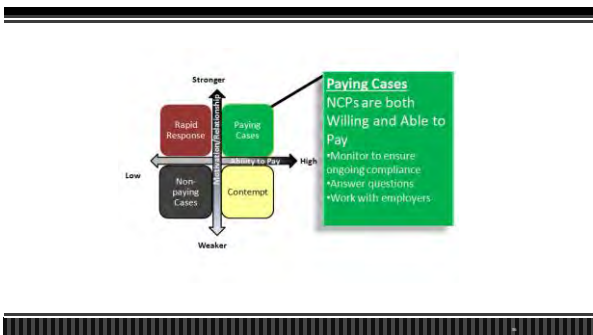 Stronger
Rapid
Response
Paying
Cases
Motivation/Relationship
Ability to Pay
Low
High
Non-
paying
Cases
Contempt
Weaker
Paying Cases
NCPs are both
Willing and Able to
Pay
•Monitor to ensure
ongoing compliance
•Answer questions
•Work with employers